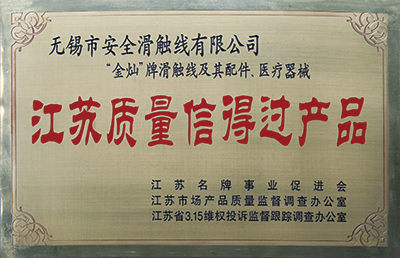 无锡市安全滑触线有限公司
“金灿”牌滑触线及其配件、医疗器械
江苏质量信得过产品
江苏名牌事业促进会
江苏市场产品质量监督调查办公室
江苏省3.15维权投诉监督跟踪调查办公室